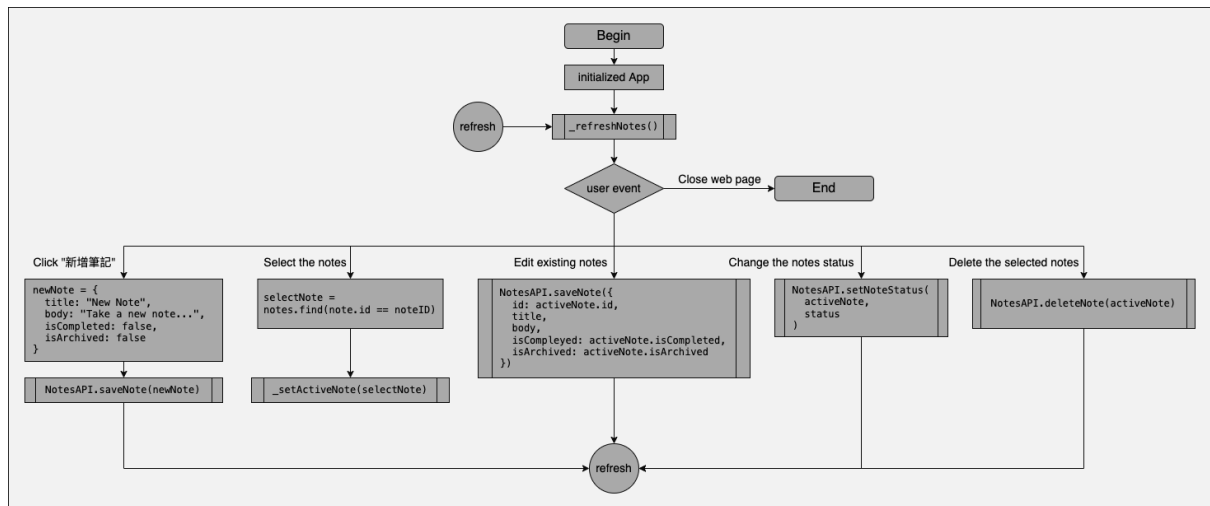 Begin
initialized App
refresh
_refreshNotes()
user event
Close web page
End
Click "新增筆記"
Select the notes
Edit existing notes
Change the notes status
Delete the selected notes
newNote = {
title: "New Note",
body: "Take a new note...",
isCompleted: false,
isArchived: false
}
NotesAPI.saveNote(newNote)
selectNote =
notes.find(note.id == noteID)
_setActiveNote(selectNote)
NotesAPI.saveNote({
id: activeNote.id,
title,
body,
isCompleyed: activeNote.isCompleted,
isArchived: activeNote.isArchived
})
NotesAPI.setNoteStatus(
activeNote,
status
)
NotesAPI.deleteNote(activeNote)
refresh